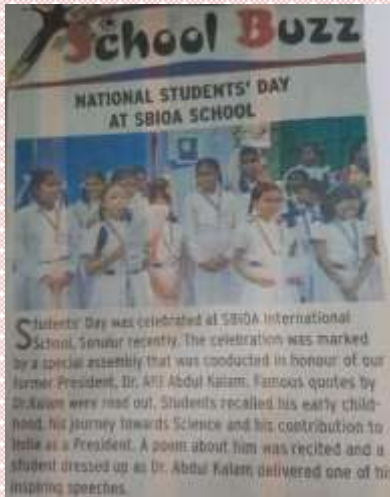 School Buzz
NATIONAL STUDENTS' DAY
AT SBIOA SCHOOL
Students' Day was celebrated at SBIOA International
School, recently. The celebration was marked
by a special assembly that was conducted in honour of our
former President, Dr. APJ Abdul Kalam. Famous quotes by
Dr.Kalam were read out. Students recalled his early child-
hood, his journey towards Science and his contribution to
India as a President. A poem about him was recited and a
student dressed up as Dr. Abdul Kalam delivered one of his
inspiring speeches.